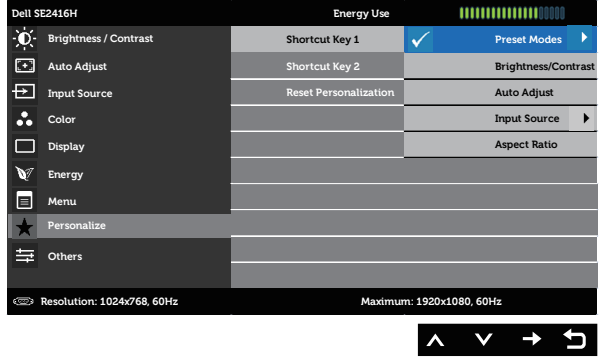 Dell SE2416H Energy Use
Brightness / Contrast Shortcut Key 1 Preset Modes
Auto Adjust Shortcut Key 2 Brightness/Contrast
Input Source Reset Personalization Auto Adjust
Color Input Source
Display Aspect Ratio
Energy
Menu
Personalize
Others
Resolution: 1024x768, 60Hz Maximum: 1920x1080, 60Hz